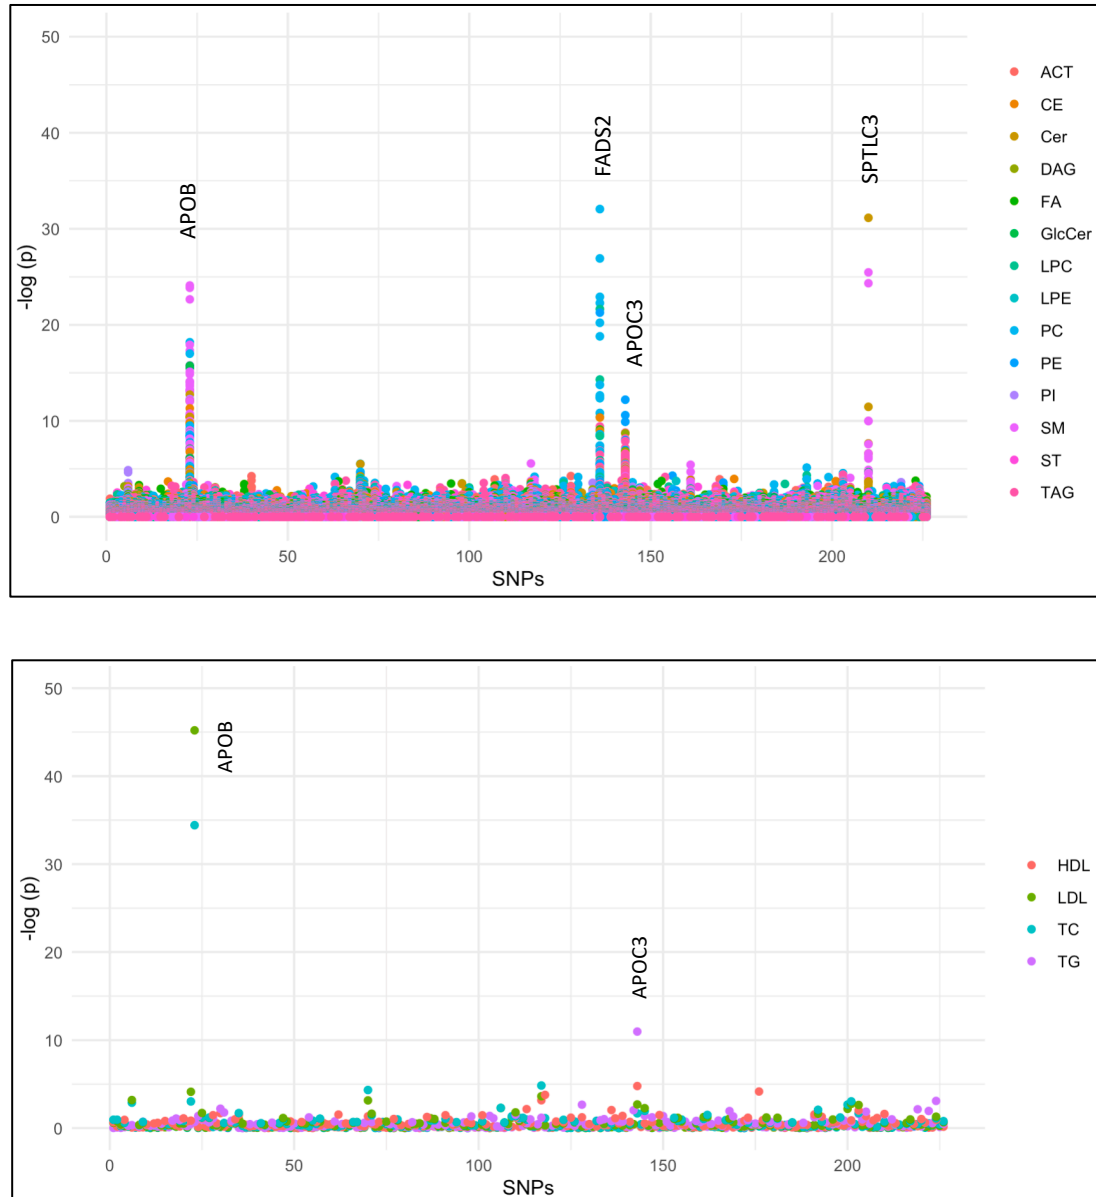 50
40
30
20
10
0
-log (p)
0
50
100
150
200
SNPs
APOB
FADS2
APOC3
SPTLC3
ACT
CE
Cer
DAG
FA
GlcCer
LPC
LPE
PC
PE
PI
SM
ST
TAG
50
40
30
20
10
0
-log (p)
0
50
100
150
200
SNPs
APOB
APOC3
HDL
LDL
TC
TG